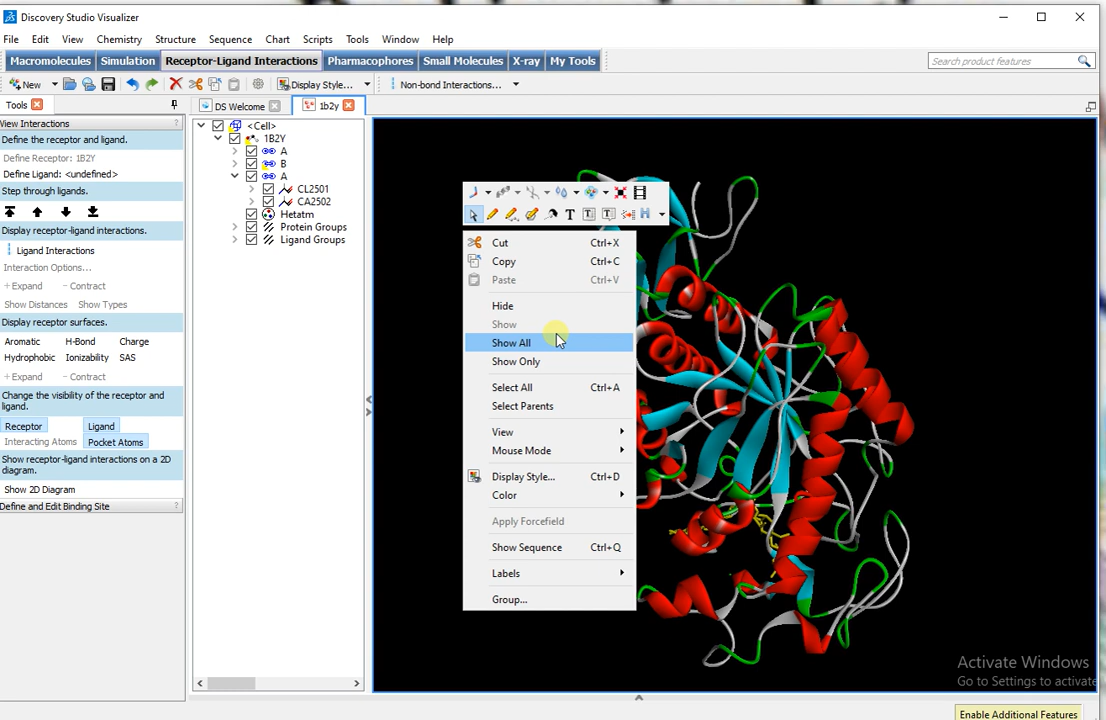 Discovery Studio Visualizer
File Edit View Chemistry Structure Sequence Chart Scripts Tools Window Help
Macromolecules Simulation Receptor-Ligand Interactions Pharmacophores Small Molecules X-ray My Tools
Search product features
New Display Style... Non-bond Interactions...
Tools DS Welcome 1b2y
View Interactions ?
Define the receptor and ligand.
Define Receptor: 1B2Y
Define Ligand: <undefined>
Step through ligands.
Display receptor-ligand interactions.
Ligand Interactions
Interaction Options...
+ Expand - Contract
Show Distances Show Types
Display receptor surfaces.
Aromatic H-Bond Charge
Hydrophobic Ionizability SAS
+ Expand - Contract
Change the visibility of the receptor and
ligand.
Receptor Ligand
Interacting Atoms Pocket Atoms
Show receptor-ligand interactions on a 2D
diagram.
Show 2D Diagram
Define and Edit Binding Site ?
<Cell>
1B2Y
A
B
A
CL2501
CA2502
Hetatm
Protein Groups
Ligand Groups
Cut Ctrl+X
Copy Ctrl+C
Paste Ctrl+V
Hide
Show
Show All
Show Only
Select All Ctrl+A
Select Parents
View
Mouse Mode
Display Style... Ctrl+D
Color
Apply Forcefield
Show Sequence Ctrl+Q
Labels
Group...
Activate Windows
Go to Settings to activate
Enable Additional Features